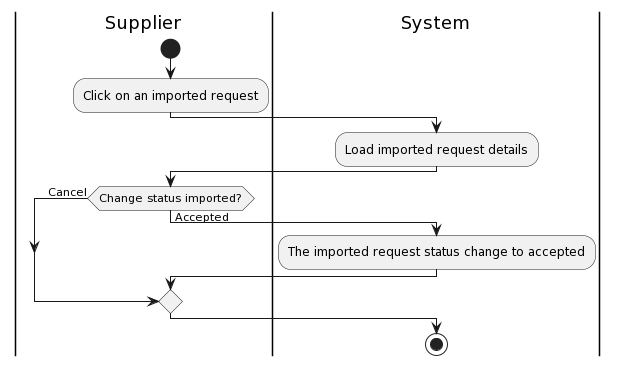 Supplier
System
Click on an imported request
Load imported request details
Cancel
Change status imported?
Accepted
The imported request status change to accepted